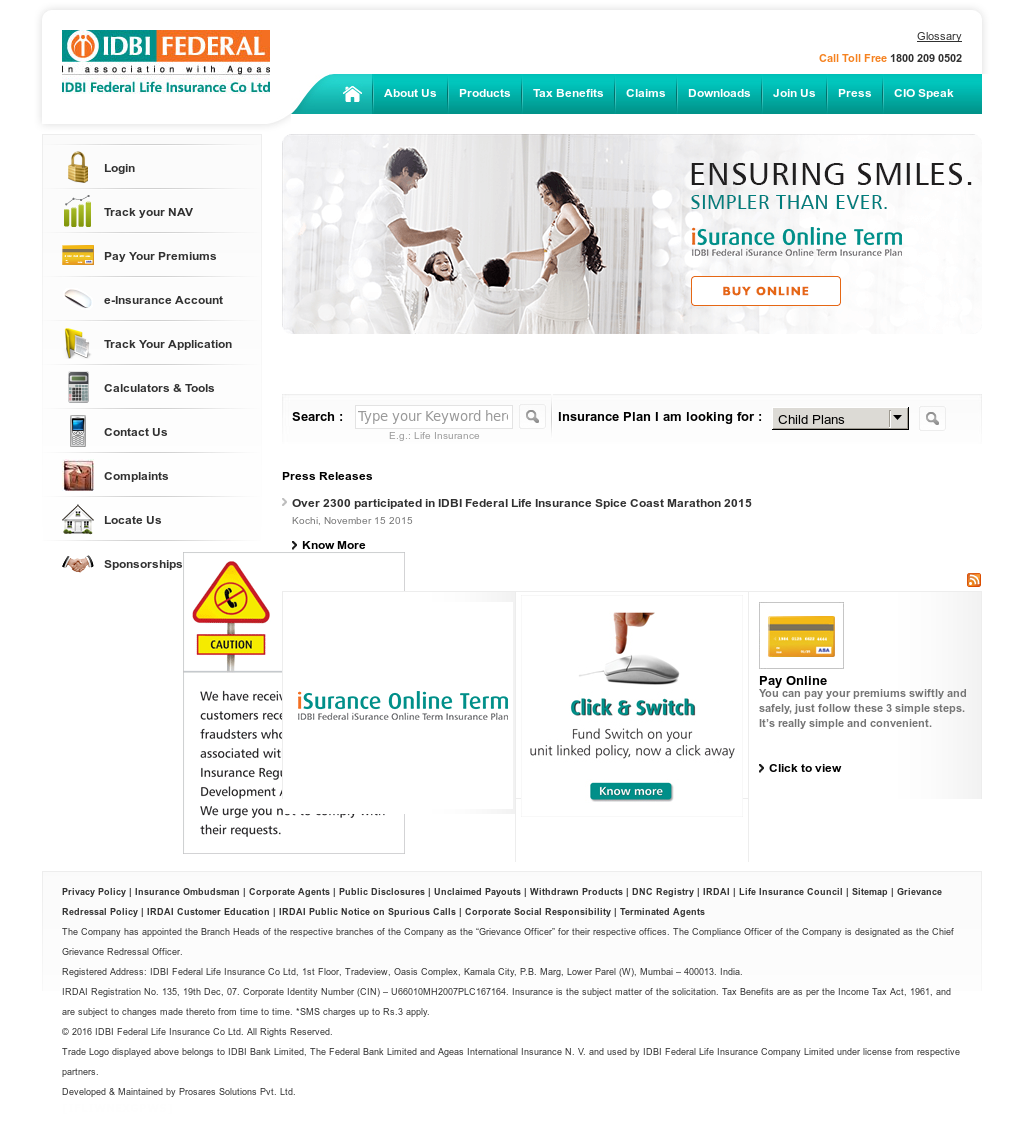 IDBI FEDERAL
In association with Ageas
IDBI Federal Life Insurance Co Ltd
Glossary
Call Toll Free 1800 209 0502
About Us
Products
Tax Benefits
Claims
Downloads
Join Us
Press
CIO Speak
Login
Track your NAV
Pay Your Premiums
e-Insurance Account
Track Your Application
Calculators & Tools
Contact Us
Complaints
Locate Us
Sponsorships
ENSURING SMILES.
SIMPLER THAN EVER.
iSurance Online Term
IDBI Federal iSurance Online Term Insurance Plan
BUY ONLINE
Search :
Type your Keyword here
E.g.: Life Insurance
Insurance Plan I am looking for :
Child Plans
Press Releases
Over 2300 participated in IDBI Federal Life Insurance Spice Coast Marathon 2015
Kochi, November 15 2015
Know More
CAUTION
We have receiv
customers rece
fraudsters who
associated wit
Insurance Regu
Development A
We urge you not to comply with
their requests.
iSurance Online Term
IDBI Federal iSurance Online Term Insurance Plan
Click & Switch
Fund Switch on your
unit linked policy, now a click away
Know more
Pay Online
You can pay your premiums swiftly and
safely, just follow these 3 simple steps.
It's really simple and convenient.
Click to view
Privacy Policy | Insurance Ombudsman | Corporate Agents | Public Disclosures | Unclaimed Payouts | Withdrawn Products | DNC Registry | IRDAI | Life Insurance Council | Sitemap | Grievance
Redressal Policy | IRDAI Customer Education | IRDAI Public Notice on Spurious Calls | Corporate Social Responsibility | Terminated Agents
The Company has appointed the Branch Heads of the respective branches of the Company as the “Grievance Officer” for their respective offices. The Compliance Officer of the Company is designated as the Chief
Grievance Redressal Officer.
Registered Address: IDBI Federal Life Insurance Co Ltd, 1st Floor, Tradeview, Oasis Complex, Kamala City, P.B. Marg, Lower Parel (W), Mumbai – 400013. India.
IRDAI Registration No. 135, 19th Dec, 07. Corporate Identity Number (CIN) – U66010MH2007PLC167164. Insurance is the subject matter of the solicitation. Tax Benefits are as per the Income Tax Act, 1961, and
are subject to changes made thereto from time to time. *SMS charges up to Rs.3 apply.
© 2016 IDBI Federal Life Insurance Co Ltd. All Rights Reserved.
Trade Logo displayed above belongs to IDBI Bank Limited, The Federal Bank Limited and Ageas International Insurance N. V. and used by IDBI Federal Life Insurance Company Limited under license from respective
partners.
Developed & Maintained by Prosares Solutions Pvt. Ltd.